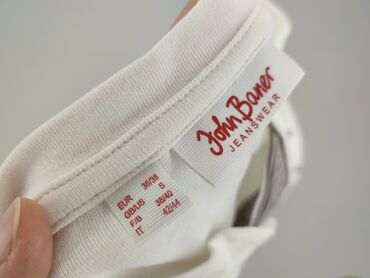 John Baner
JEANSWEAR
EUR 36/38
GB/US S
F/B 38/40
IT 42/44